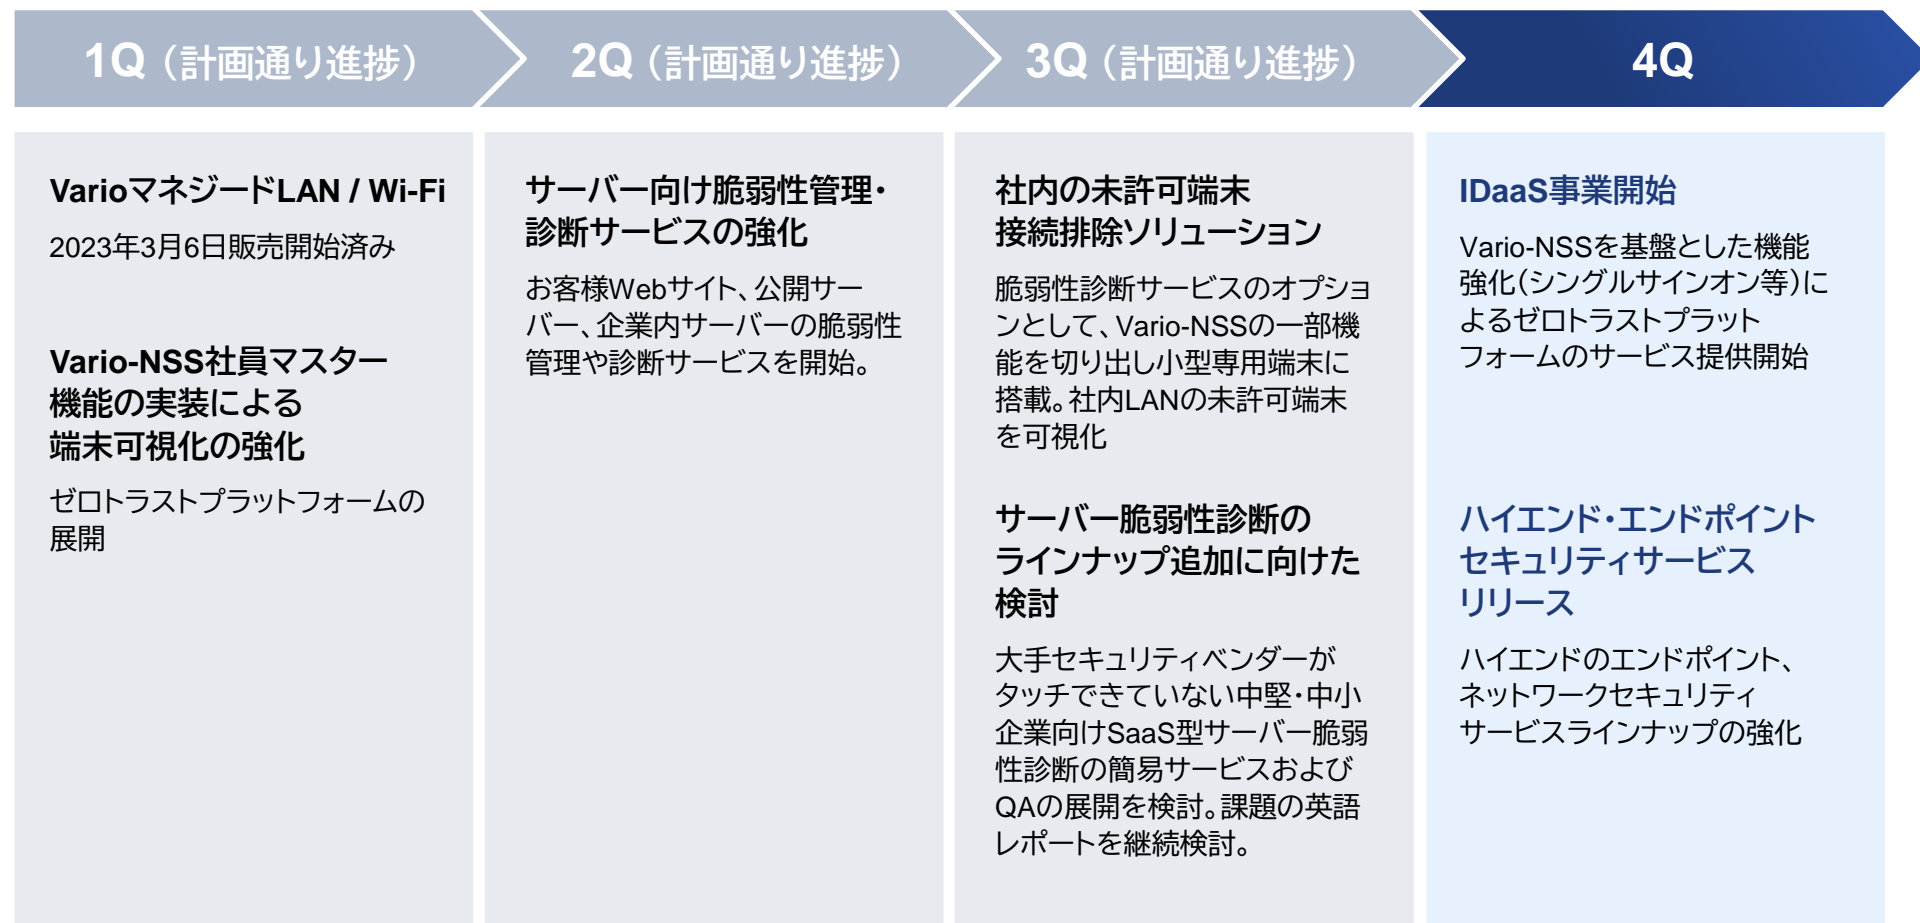 1Q（計画通り進捗）
2Q（計画通り進捗）
3Q（計画通り進捗）
4Q
VarioマネジードLAN / Wi-Fi
2023年3月6日販売開始済み
Vario-NSS社員マスター
機能の実装による
端末可視化の強化
ゼロトラストプラットフォームの
展開
サーバー向け脆弱性管理・
診断サービスの強化
お客様Webサイト、公開サー
バー、企業内サーバーの脆弱性
管理や診断サービスを開始。
社内の未許可端末
接続排除ソリューション
脆弱性診断サービスのオプショ
ンとして、Vario-NSSの一部機
能を切り出し小型専用端末に
搭載。社内LANの未許可端末
を可視化
サーバー脆弱性診断の
ラインナップ追加に向けた
検討
大手セキュリティベンダーが
タッチできていない中堅・中小
企業向けSaaS型サーバー脆弱
性診断の簡易サービスおよび
QAの展開を検討。課題の英語
レポートを継続検討。
IDaaS事業開始
Vario-NSSを基盤とした機能
強化（シングルサインオン等）に
よるゼロトラストプラット
フォームのサービス提供開始
ハイエンド・エンドポイント
セキュリティサービス
リリース
ハイエンドのエンドポイント、
ネットワークセキュリティ
サービスラインナップの強化